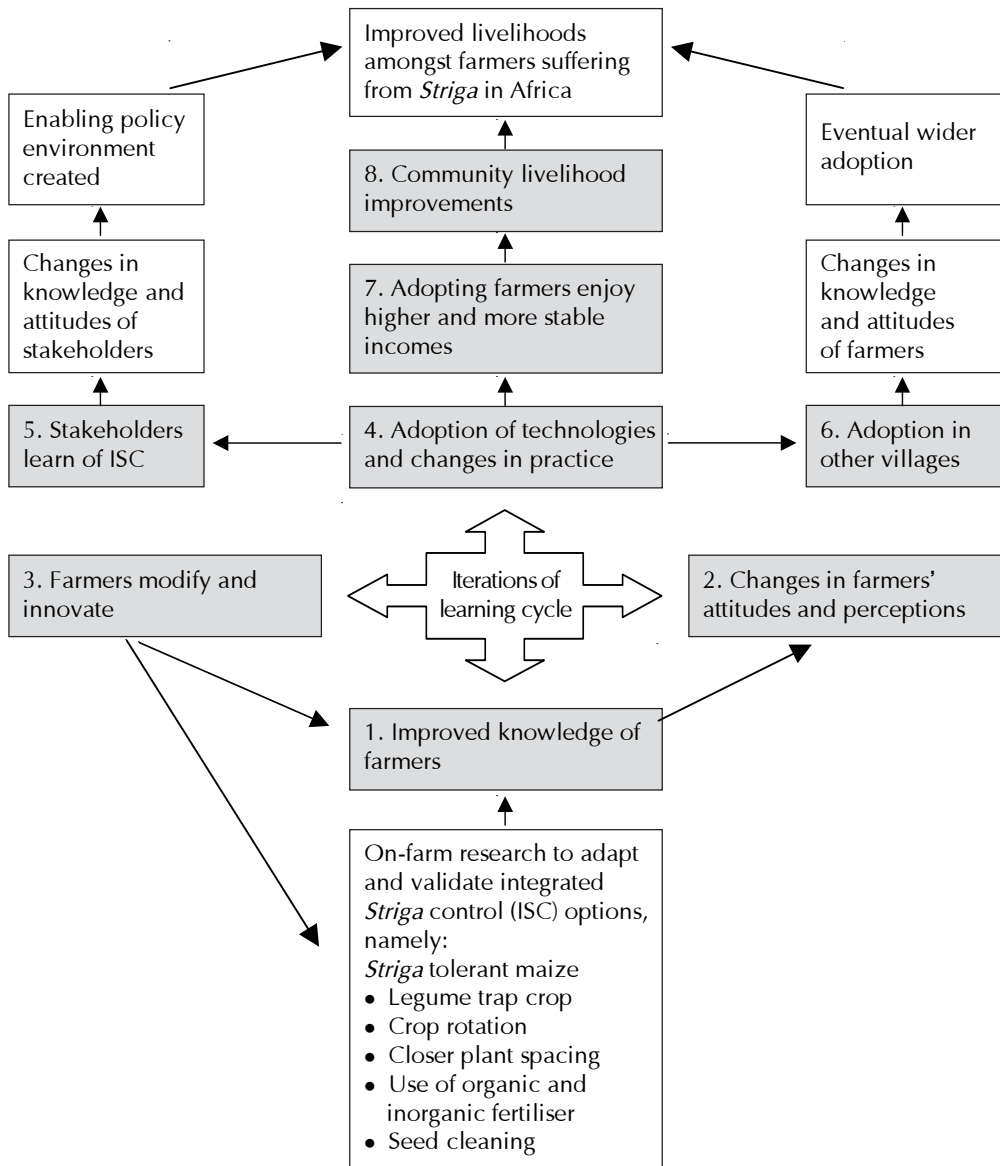 Improved livelihoods
amongst farmers suffering
from Striga in Africa
Enabling policy
environment
created
Eventual wider
adoption
8. Community livelihood
improvements
Changes in
knowledge and
attitudes of
stakeholders
7. Adopting farmers enjoy
higher and more stable
incomes
Changes in
knowledge
and attitudes
of farmers
5. Stakeholders
learn of ISC
4. Adoption of technologies
and changes in practice
6. Adoption in
other villages
3. Farmers modify and
innovate
Iterations of
learning cycle
2. Changes in farmers'
attitudes and perceptions
1. Improved knowledge of
farmers
On-farm research to adapt
and validate integrated
Striga control (ISC) options,
namely:
Striga tolerant maize
• Legume trap crop
• Crop rotation
• Closer plant spacing
• Use of organic and
inorganic fertiliser
• Seed cleaning